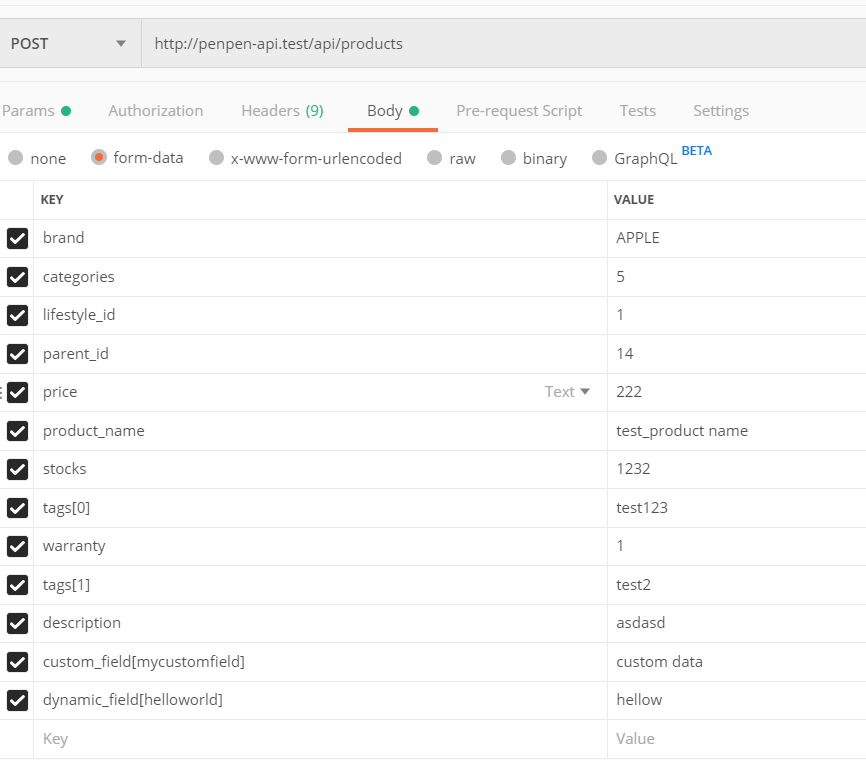 POST http://penpen-api.test/api/products
Params Authorization Headers (9) Body Pre-request Script Tests Settings
none form-data x-www-form-urlencoded raw binary GraphQL BETA
KEY VALUE
brand APPLE
categories 5
lifestyle_id 1
parent_id 14
price Text 222
product_name test_product name
stocks 1232
tags[0] test123
warranty 1
tags[1] test2
description asdasd
custom_field[mycustomfield] custom data
dynamic_field[helloworld] hellow
Key Value